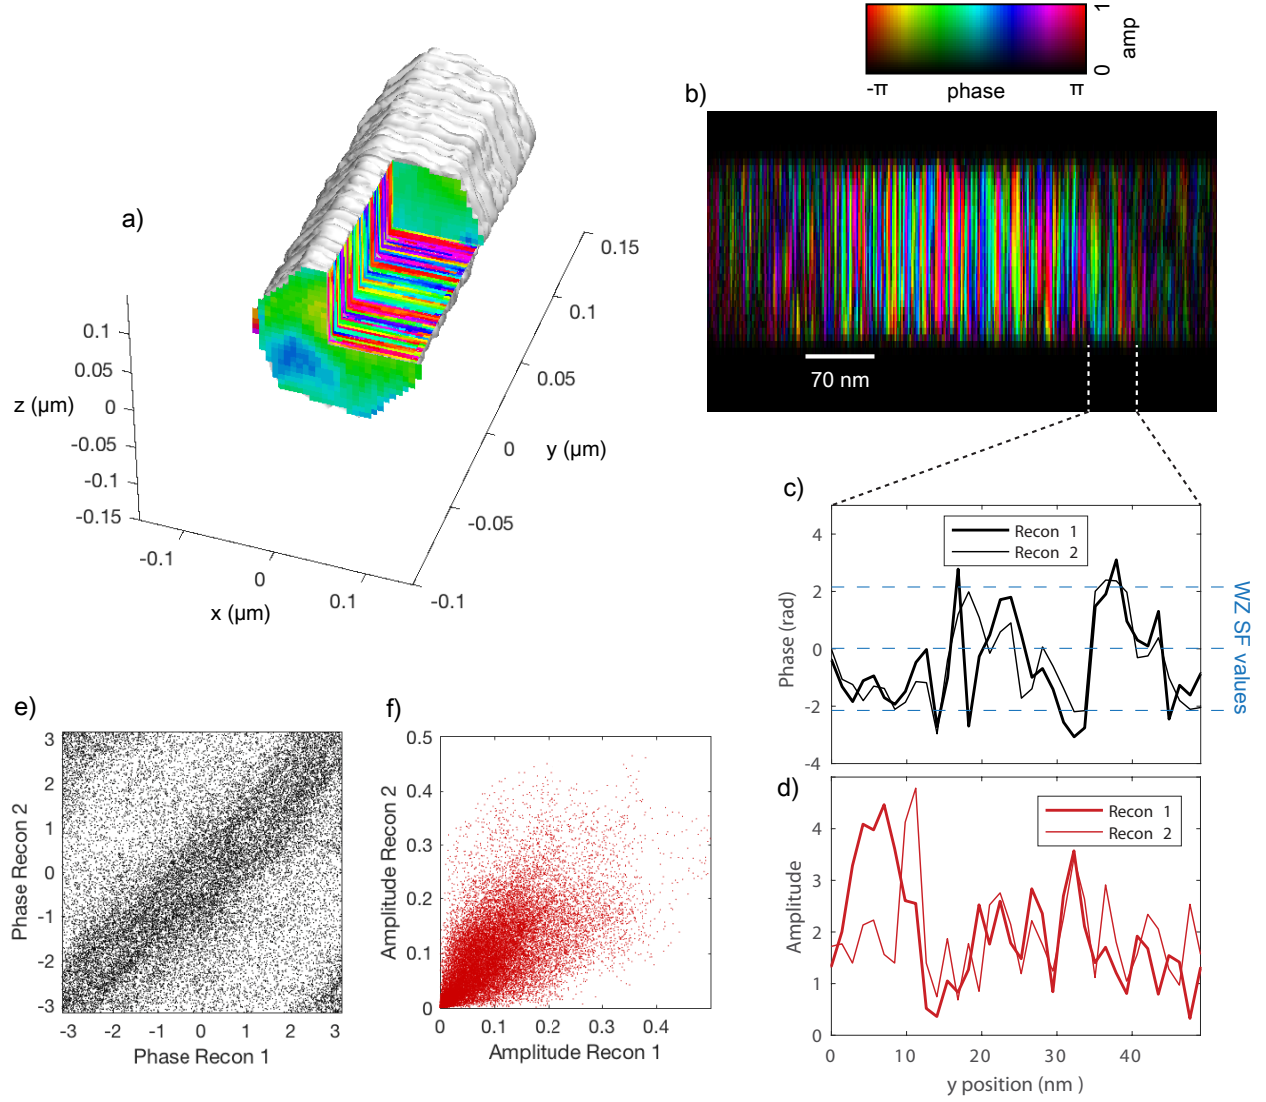 1
0
amp
-π
phase
π
b)
a)
0.15
0.1
0.05
0
-0.05
-0.1
y (μm)
0.1
0.05
0
-0.05
-0.1
-0.15
z (μm)
-0.1
0
0.1
x (μm)
70 nm
c)
4
2
0
-2
-4
Phase (rad)
Recon 1
Recon 2
WZ SF values
e)
3
2
1
0
-1
-2
-3
Phase Recon 2
-3
-2
-1
0
1
2
3
Phase Recon 1
f)
0.5
0.4
0.3
0.2
0.1
0
Amplitude Recon 2
0
0.1
0.2
0.3
0.4
Amplitude Recon 1
d)
4
3
2
1
0
Amplitude
Recon 1
Recon 2
0
10
20
30
40
y position (nm )